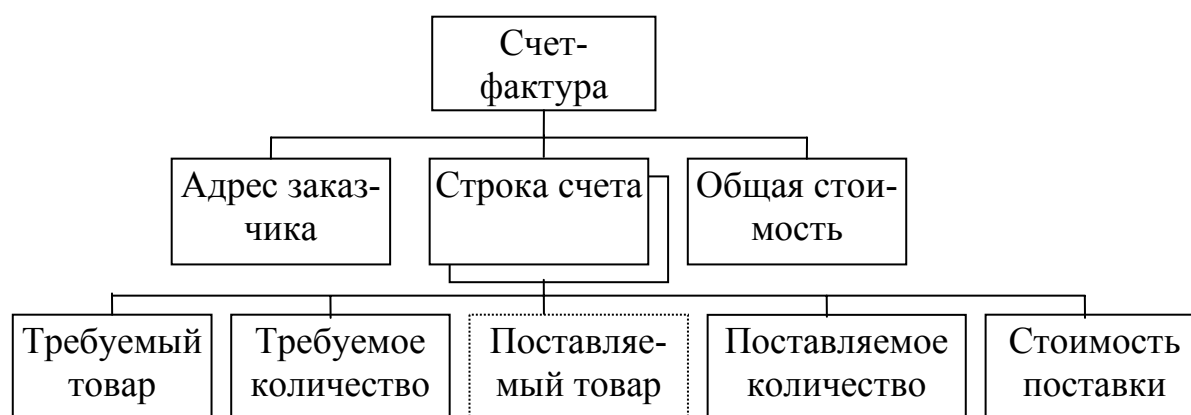 Счет-
фактура
Адрес заказ-
чика
Строка счета
Общая стои-
мость
Требуемый
товар
Требуемое
количество
Поставляе-
мый товар
Поставляемое
количество
Стоимость
поставки